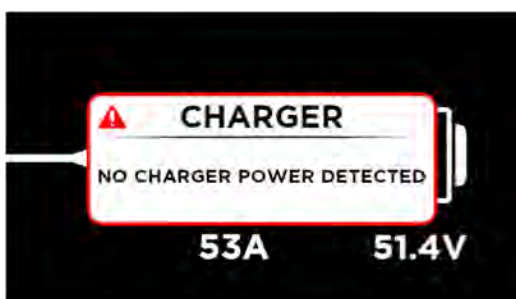 CHARGER
NO CHARGER POWER DETECTED
53A 51.4V